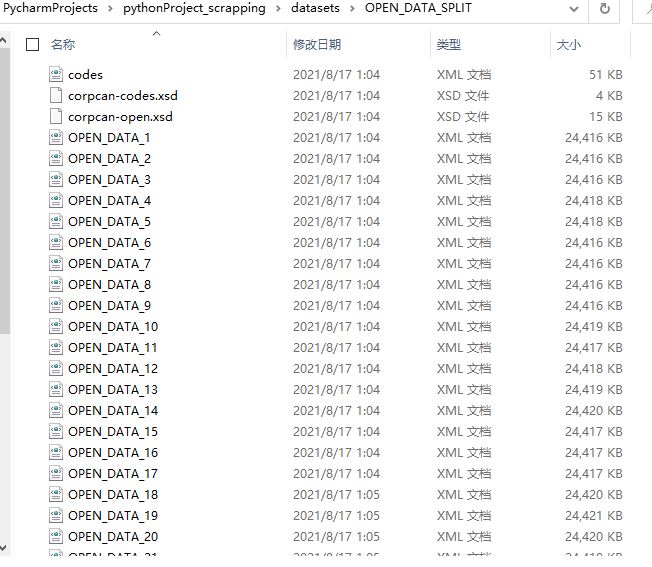 PycharmProjects > pythonProject_scrapping > datasets > OPEN_DATA_SPLIT
名称 修改日期 类型 大小
codes 2021/8/17 1:04 XML 文档 51 KB
corpcan-codes.xsd 2021/8/17 1:04 XSD 文件 4 KB
corpcan-open.xsd 2021/8/17 1:04 XSD 文件 15 KB
OPEN_DATA_1 2021/8/17 1:04 XML 文档 24,416 KB
OPEN_DATA_2 2021/8/17 1:04 XML 文档 24,416 KB
OPEN_DATA_3 2021/8/17 1:04 XML 文档 24,416 KB
OPEN_DATA_4 2021/8/17 1:04 XML 文档 24,418 KB
OPEN_DATA_5 2021/8/17 1:04 XML 文档 24,418 KB
OPEN_DATA_6 2021/8/17 1:04 XML 文档 24,416 KB
OPEN_DATA_7 2021/8/17 1:04 XML 文档 24,416 KB
OPEN_DATA_8 2021/8/17 1:04 XML 文档 24,416 KB
OPEN_DATA_9 2021/8/17 1:04 XML 文档 24,416 KB
OPEN_DATA_10 2021/8/17 1:04 XML 文档 24,419 KB
OPEN_DATA_11 2021/8/17 1:04 XML 文档 24,417 KB
OPEN_DATA_12 2021/8/17 1:04 XML 文档 24,418 KB
OPEN_DATA_13 2021/8/17 1:04 XML 文档 24,419 KB
OPEN_DATA_14 2021/8/17 1:04 XML 文档 24,420 KB
OPEN_DATA_15 2021/8/17 1:04 XML 文档 24,417 KB
OPEN_DATA_16 2021/8/17 1:04 XML 文档 24,417 KB
OPEN_DATA_17 2021/8/17 1:04 XML 文档 24,417 KB
OPEN_DATA_18 2021/8/17 1:05 XML 文档 24,420 KB
OPEN_DATA_19 2021/8/17 1:05 XML 文档 24,421 KB
OPEN_DATA_20 2021/8/17 1:05 XML 文档 24,420 KB
OPEN_DATA_21 2021/8/17 1:05 XML 文档